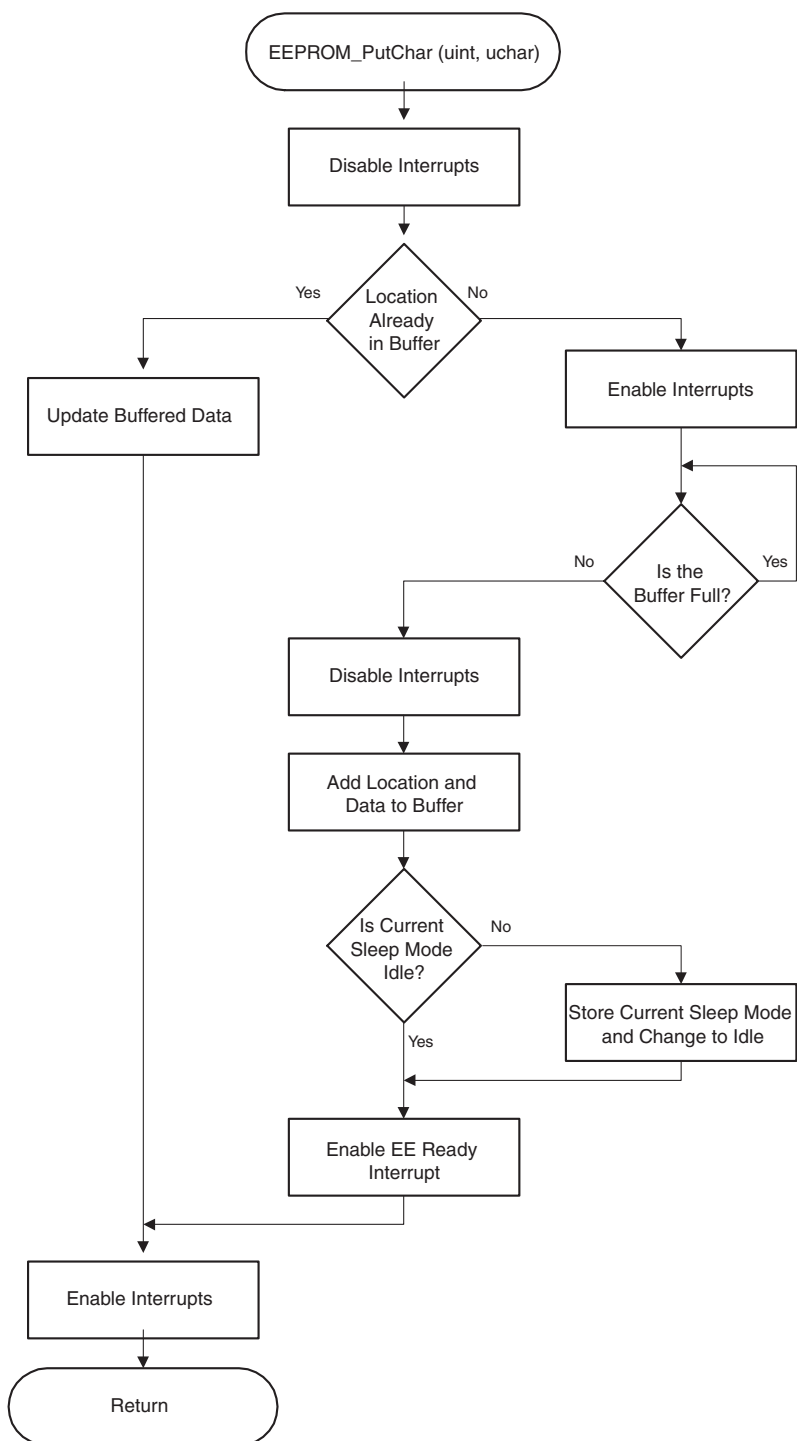 EEPROM_PutChar (uint, uchar)
Disable Interrupts
Yes
Location
Already
in Buffer
No
Update Buffered Data
Enable Interrupts
No
Is the
Buffer Full?
Yes
Disable Interrupts
Add Location and
Data to Buffer
Is Current
Sleep Mode
Idle?
No
Store Current Sleep Mode
and Change to Idle
Yes
Enable EE Ready
Interrupt
Enable Interrupts
Return